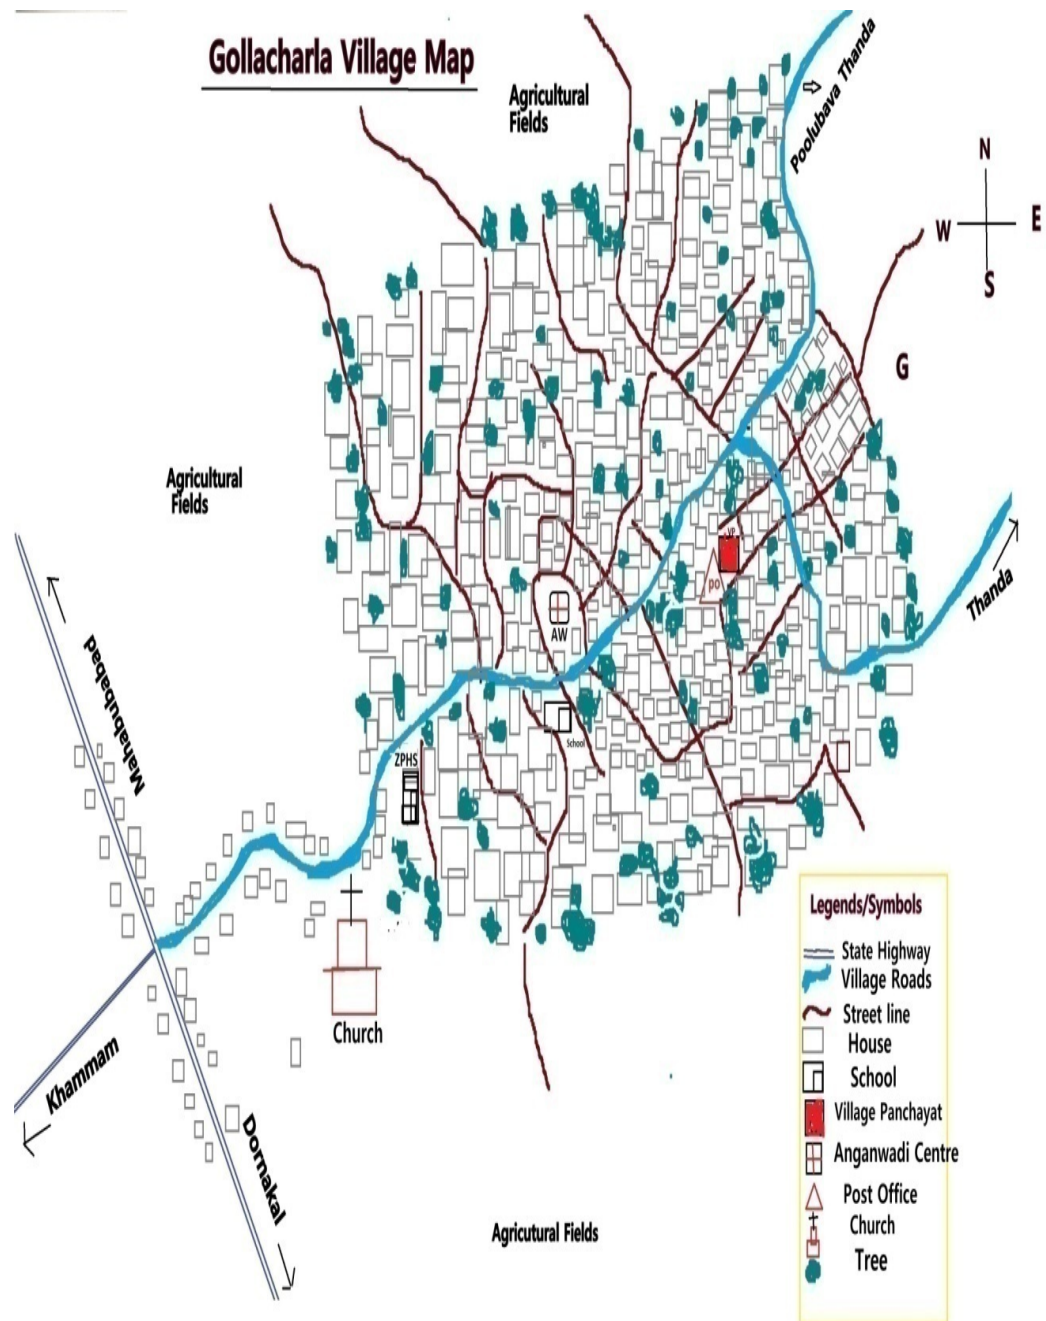 Gollacharla Village Map
Agricultural
Fields
Poolubava Thanda
N
W
E
S
G
Agricultural
Fields
VP
po
Thanda
AW
Mahabubabad
School
ZPHS
Legends/Symbols
State Highway
Village Roads
Street line
House
School
Village Panchayat
Anganwadi Centre
Post Office
Church
Tree
Church
Khammam
Dornakal
Agricutural Fields